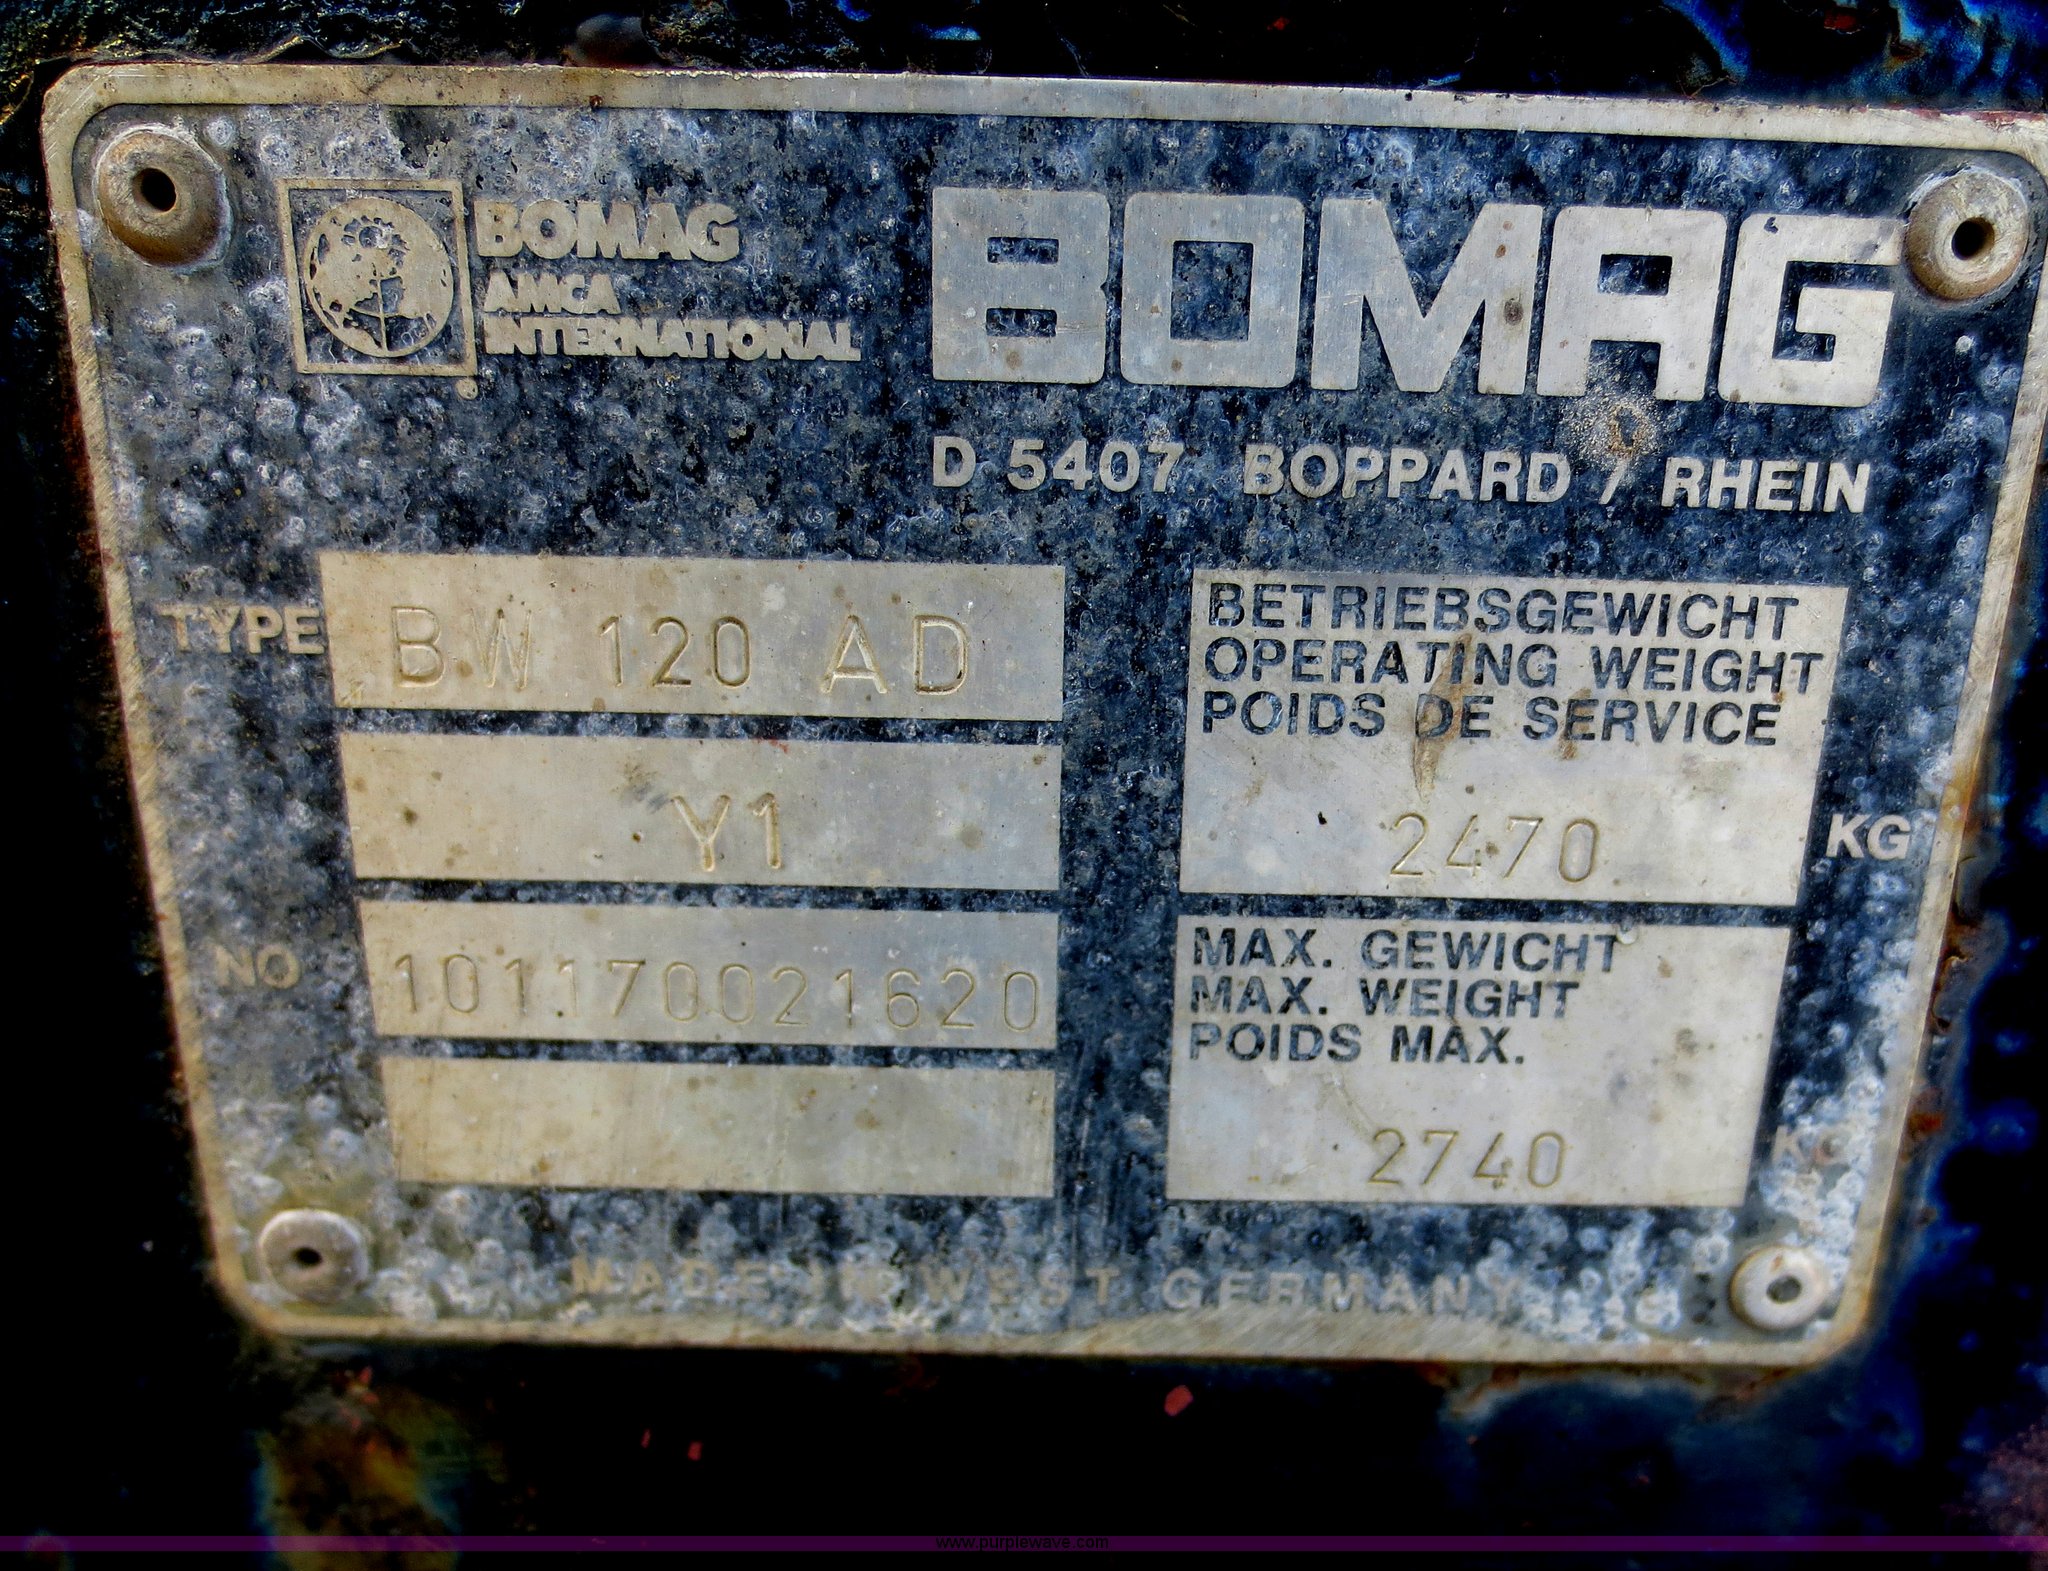 BOMAG
AMCA
INTERNATIONAL
BOMAG
D 5407 BOPPARD / RHEIN
TYPE BW 120 AD
Y1
NO 101170021620
BETRIEBSGEWICHT
OPERATING WEIGHT
POIDS DE SERVICE
2470 KG
MAX. GEWICHT
MAX. WEIGHT
POIDS MAX.
2740 KG
MADE IN WEST GERMANY
www.purplewave.com